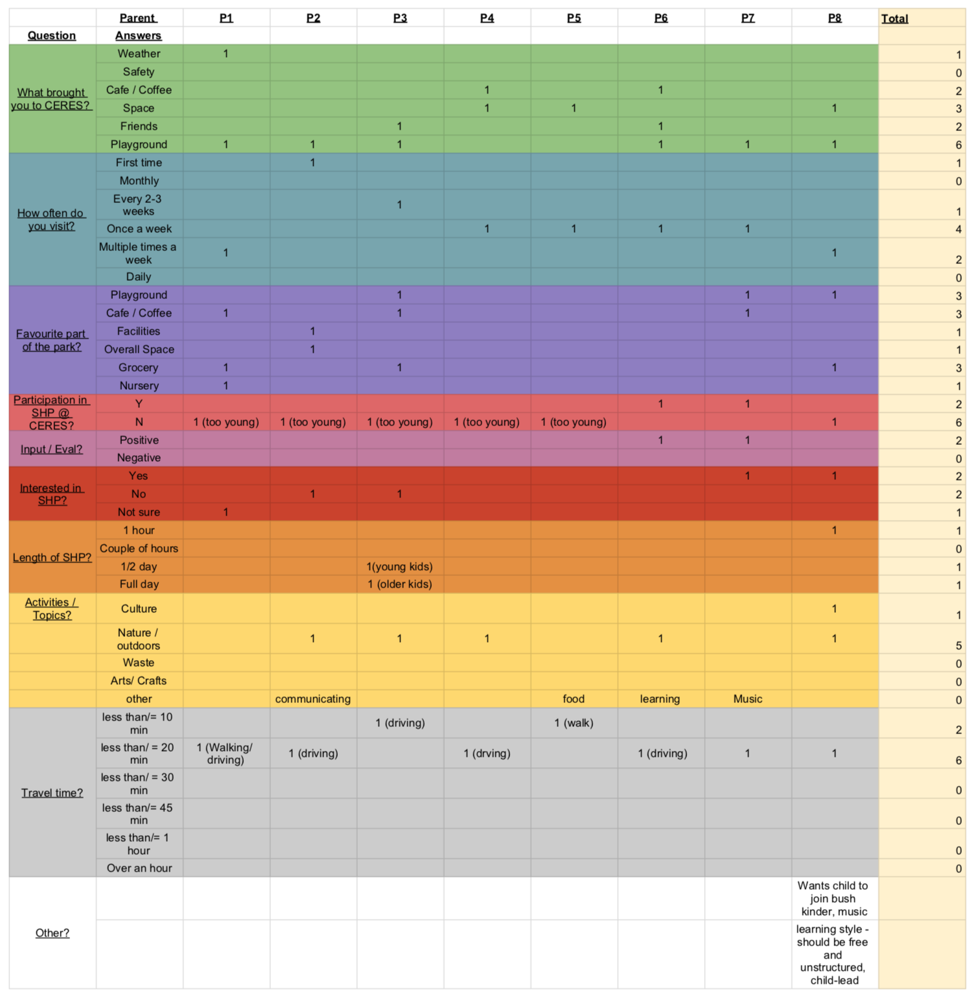 Parent P1 P2 P3 P4 P5 P6 P7 P8 Total
Question Answers
What brought
you to CERES?
Weather 1 1
Safety 0
Cafe / Coffee 1 1 2
Space 1 1 1 3
Friends 1 1 2
Playground 1 1 1 1 1 1 6
How often do
you visit?
First time 1 1
Monthly 0
Every 2-3
weeks
1
1
Once a week 1 1 1 1 4
Multiple times a
week
1 1
2
Daily 0
Favourite part
of the park?
Playground 1 1 1 3
Cafe / Coffee 1 1 1 3
Facilities 1 1
Overall Space 1 1
Grocery 1 1 1 3
Nursery 1 1
Participation in
SHP @
CERES?
Y 1 1 2
N 1 (too young) 1 (too young) 1 (too young) 1 (too young) 1 (too young) 1 6
Input / Eval?
Positive 1 1 2
Negative 0
Interested in
SHP?
Yes 1 1 2
No 1 1 2
Not sure 1 1
Length of SHP?
1 hour 1 1
Couple of hours 0
1/2 day 1(young kids) 1
Full day 1 (older kids) 1
Activities /
Topics?
Culture 1 1
Nature /
outdoors
1 1 1 1 1
5
Waste 0
Arts/ Crafts 0
other communicating food learning Music 0
Travel time?
less than/= 10
min
1 (driving) 1 (walk)
2
less than/ = 20
min
1 (Walking/
driving)
1 (driving) 1 (drving) 1 (driving) 1 1
6
less than/ = 30
min
0
less than/= 45
min
0
less than/= 1
hour
0
Over an hour 0
Other?
Wants child to
join bush
kinder, music
learning style -
should be free
and
unstructured,
child-lead